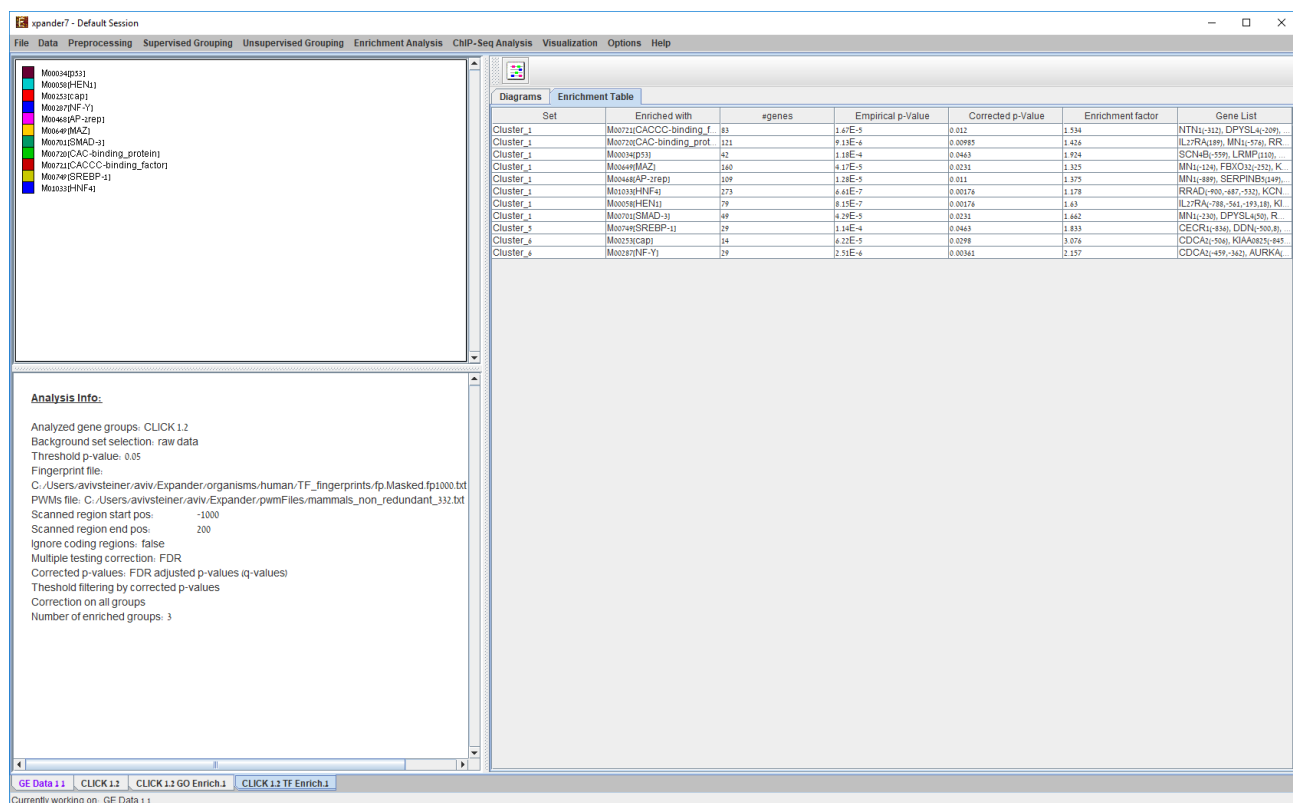 xpander7 - Default Session
File Data Preprocessing Supervised Grouping Unsupervised Grouping Enrichment Analysis ChIP-Seq Analysis Visualization Options Help
M00034[p53]
M00058[HEN1]
M00253[cap]
M00287[NF-Y]
M00468[AP-2rep]
M00649[MAZ]
M00701[SMAD-3]
M00720[CAC-binding_protein]
M00721[CACCC-binding_factor]
M00749[SREBP-1]
M01033[HNF4]
Diagrams Enrichment Table
Set Enriched with #genes Empirical p-Value Corrected p-Value Enrichment factor Gene List
Cluster_1 M00721[CACCC-binding_f... 83 1.67E-5 0.012 1.534 NTN1(-312), DPYSL4(-209), ...
Cluster_1 M00720[CAC-binding_prot... 121 9.13E-6 0.00985 1.426 IL27RA(189), MN1(-576), RR...
Cluster_1 M00034[p53] 42 1.18E-4 0.0463 1.924 SCN4B(-559), LRMP(110), ...
Cluster_1 M00649[MAZ] 160 4.17E-5 0.0231 1.325 MN1(-124), FBXO32(-252), K...
Cluster_1 M00468[AP-2rep] 109 1.28E-5 0.011 1.375 MN1(-889), SERPINB5(149),...
Cluster_1 M01033[HNF4] 273 6.61E-7 0.00176 1.178 RRAD(-900,-687,-532), KCN...
Cluster_1 M00058[HEN1] 79 8.15E-7 0.00176 1.63 IL27RA(-788,-561,-193,18), KI...
Cluster_1 M00701[SMAD-3] 49 4.29E-5 0.0231 1.662 MN1(-230), DPYSL4(50), R...
Cluster_5 M00749[SREBP-1] 29 1.14E-4 0.0463 1.833 CECR1(-836), DDN(-500,8), ...
Cluster_6 M00253[cap] 14 6.22E-5 0.0298 3.076 CDCA2(-506), KIAA0825(-845...
Cluster_6 M00287[NF-Y] 29 2.51E-6 0.00361 2.157 CDCA2(-459,-362), AURKA(...
Analysis Info:
Analyzed gene groups: CLICK 1.2
Background set selection: raw data
Threshold p-value: 0.05
Fingerprint file:
C:/Users/avivsteiner/aviv/Expander/organisms/human/TF_fingerprints/fp.Masked.fp1000.txt
PWMs file: C:/Users/avivsteiner/aviv/Expander/pwmFiles/mammals_non_redundant_332.txt
Scanned region start pos: -1000
Scanned region end pos: 200
Ignore coding regions: false
Multiple testing correction: FDR
Corrected p-values: FDR adjusted p-values (q-values)
Theshold filtering by corrected p-values
Correction on all groups
Number of enriched groups: 3
GE Data 1.1 CLICK 1.2 CLICK 1.2 GO Enrich.1 CLICK 1.2 TF Enrich.1
Currently working on: GE Data 1.1